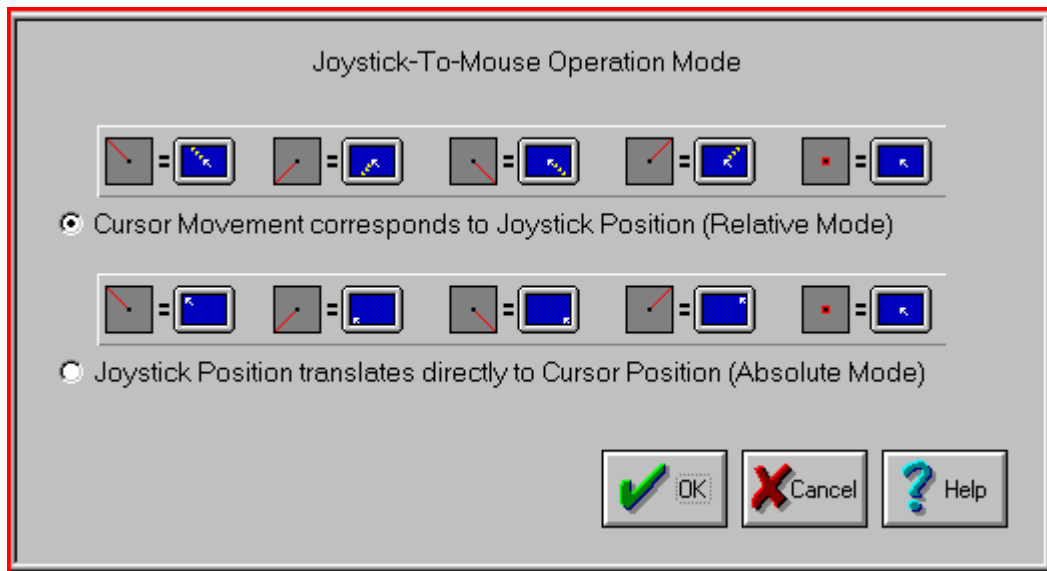 Joystick-To-Mouse Operation Mode
= = = = =
Cursor Movement corresponds to Joystick Position (Relative Mode)
= = = = =
Joystick Position translates directly to Cursor Position (Absolute Mode)
OK Cancel Help